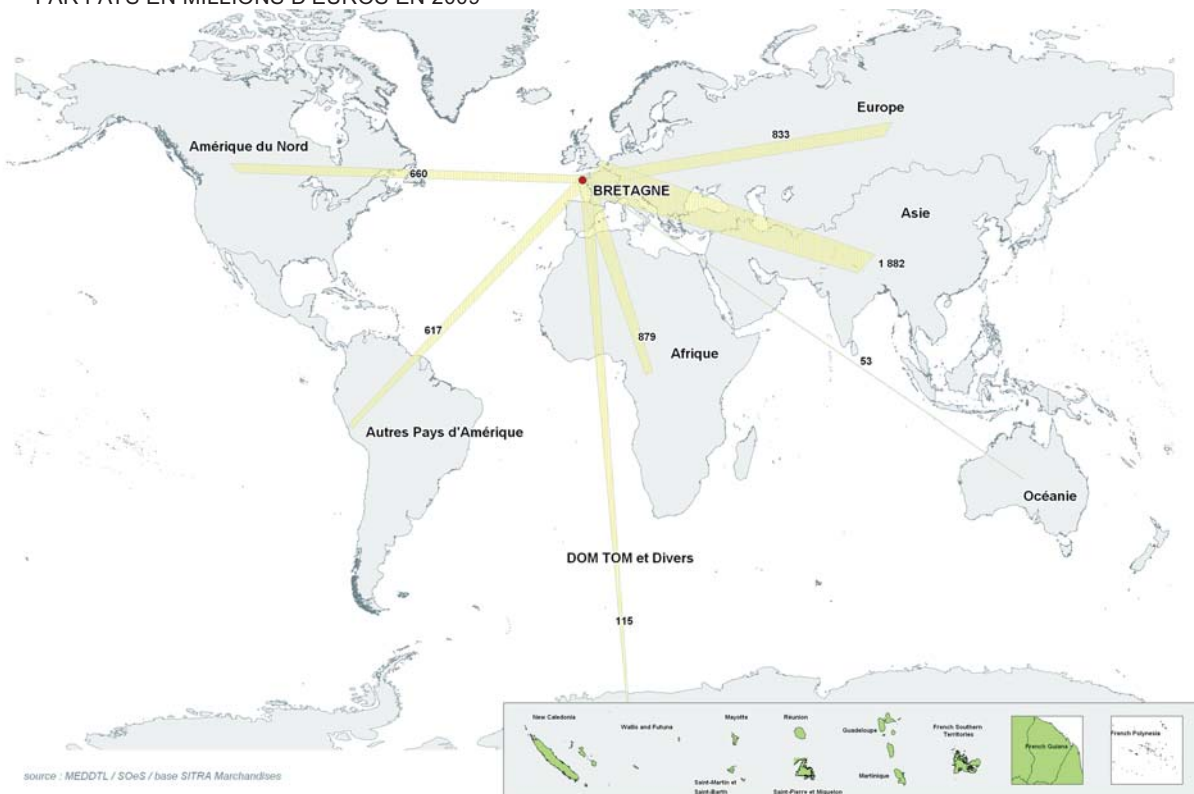 PAR PAYS EN MILLIONS D'EUROS EN 2009
Europe
833
Amérique du Nord
660
BRETAGNE
Asie
1 882
617
879
Afrique
53
Autres Pays d'Amérique
Océanie
DOM TOM et Divers
115
New Caledonia
Wallis and Futuna
Mayotte
Réunion
Guadeloupe
French Southern
Territories
French Guiana
French Polynesia
Saint-Martin et
Saint-Barth
Saint-Pierre et Miquelon
Martinique
source : MEDDTL / SOeS / base SITRA Marchandises